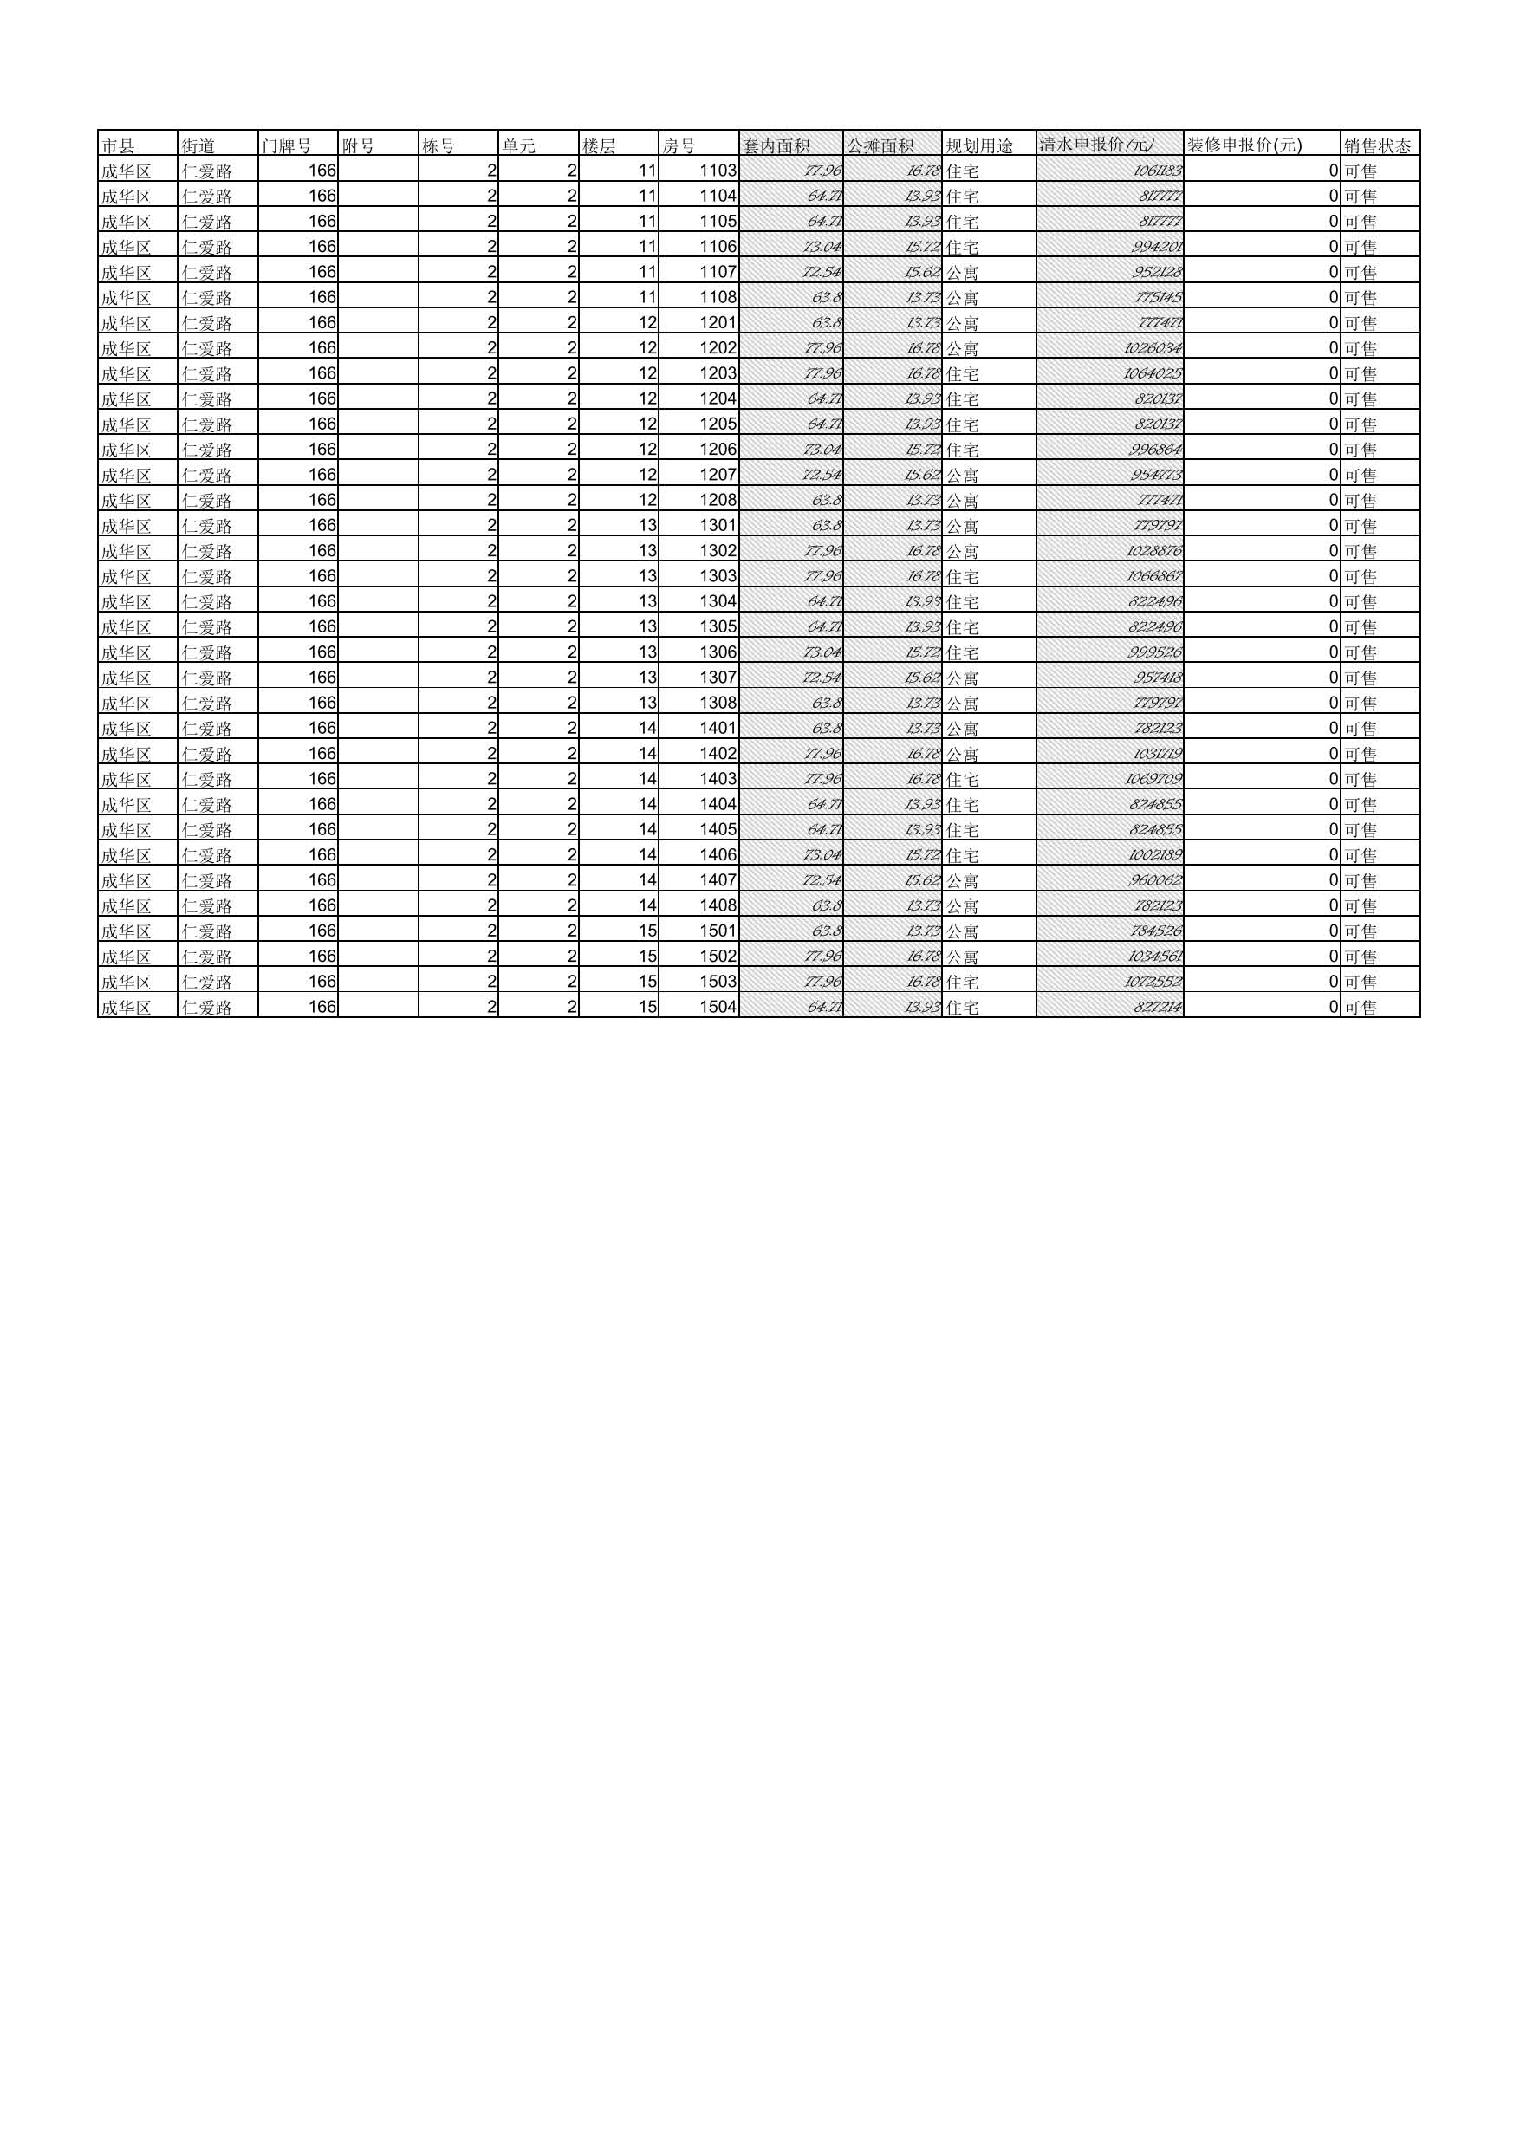 市县 街道 门牌号 附号 栋号 单元 楼层 房号 套内面积 公摊面积 规划用途 清水申报价(元) 装修申报价(元) 销售状态
成华区 仁爱路 166 2 2 11 1103 77.96 16.78 住宅 1061183 0 可售
成华区 仁爱路 166 2 2 11 1104 64.71 13.93 住宅 817777 0 可售
成华区 仁爱路 166 2 2 11 1105 64.71 13.93 住宅 817777 0 可售
成华区 仁爱路 166 2 2 11 1106 73.04 15.72 住宅 994201 0 可售
成华区 仁爱路 166 2 2 11 1107 72.54 15.62 公寓 952128 0 可售
成华区 仁爱路 166 2 2 11 1108 63.8 13.73 公寓 775145 0 可售
成华区 仁爱路 166 2 2 12 1201 63.8 13.73 公寓 777471 0 可售
成华区 仁爱路 166 2 2 12 1202 77.96 16.78 公寓 1026034 0 可售
成华区 仁爱路 166 2 2 12 1203 77.96 16.78 住宅 1064025 0 可售
成华区 仁爱路 166 2 2 12 1204 64.71 13.93 住宅 820137 0 可售
成华区 仁爱路 166 2 2 12 1205 64.71 13.93 住宅 820137 0 可售
成华区 仁爱路 166 2 2 12 1206 73.04 15.72 住宅 996864 0 可售
成华区 仁爱路 166 2 2 12 1207 72.54 15.62 公寓 954773 0 可售
成华区 仁爱路 166 2 2 12 1208 63.8 13.73 公寓 777471 0 可售
成华区 仁爱路 166 2 2 13 1301 63.8 13.73 公寓 779797 0 可售
成华区 仁爱路 166 2 2 13 1302 77.96 16.78 公寓 1028876 0 可售
成华区 仁爱路 166 2 2 13 1303 77.96 16.78 住宅 1066867 0 可售
成华区 仁爱路 166 2 2 13 1304 64.71 13.93 住宅 822496 0 可售
成华区 仁爱路 166 2 2 13 1305 64.71 13.93 住宅 822496 0 可售
成华区 仁爱路 166 2 2 13 1306 73.04 15.72 住宅 999526 0 可售
成华区 仁爱路 166 2 2 13 1307 72.54 15.62 公寓 957418 0 可售
成华区 仁爱路 166 2 2 13 1308 63.8 13.73 公寓 779797 0 可售
成华区 仁爱路 166 2 2 14 1401 63.8 13.73 公寓 782123 0 可售
成华区 仁爱路 166 2 2 14 1402 77.96 16.78 公寓 1031719 0 可售
成华区 仁爱路 166 2 2 14 1403 77.96 16.78 住宅 1069709 0 可售
成华区 仁爱路 166 2 2 14 1404 64.71 13.93 住宅 824855 0 可售
成华区 仁爱路 166 2 2 14 1405 64.71 13.93 住宅 824855 0 可售
成华区 仁爱路 166 2 2 14 1406 73.04 15.72 住宅 1002189 0 可售
成华区 仁爱路 166 2 2 14 1407 72.54 15.62 公寓 960062 0 可售
成华区 仁爱路 166 2 2 14 1408 63.8 13.73 公寓 782123 0 可售
成华区 仁爱路 166 2 2 15 1501 63.8 13.73 公寓 784526 0 可售
成华区 仁爱路 166 2 2 15 1502 77.96 16.78 公寓 1034561 0 可售
成华区 仁爱路 166 2 2 15 1503 77.96 16.78 住宅 1072552 0 可售
成华区 仁爱路 166 2 2 15 1504 64.71 13.93 住宅 827214 0 可售